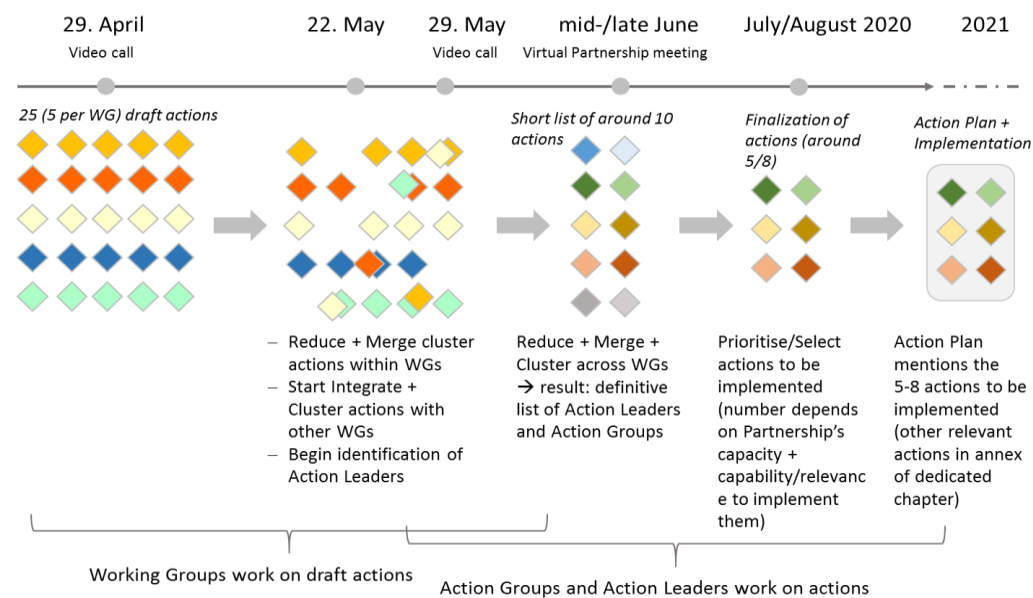 29. April
Video call
22. May
29. May
Video call
mid-/late June
Virtual Partnership meeting
July/August 2020
2021
25 (5 per WG) draft actions
Short list of around 10
actions
Finalization of
actions (around
5/8)
Action Plan +
Implementation
– Reduce + Merge cluster
actions within WGs
– Start Integrate +
Cluster actions with
other WGs
– Begin identification of
Action Leaders
Reduce + Merge +
Cluster across WGs
→ result: definitive
list of Action Leaders
and Action Groups
Prioritise/Select
actions to be
implemented
(number depends
on Partnership's
capacity +
capability/relevanc
e to implement
them)
Action Plan
mentions the
5-8 actions to be
implemented
(other relevant
actions in annex
of dedicated
chapter)
Working Groups work on draft actions
Action Groups and Action Leaders work on actions